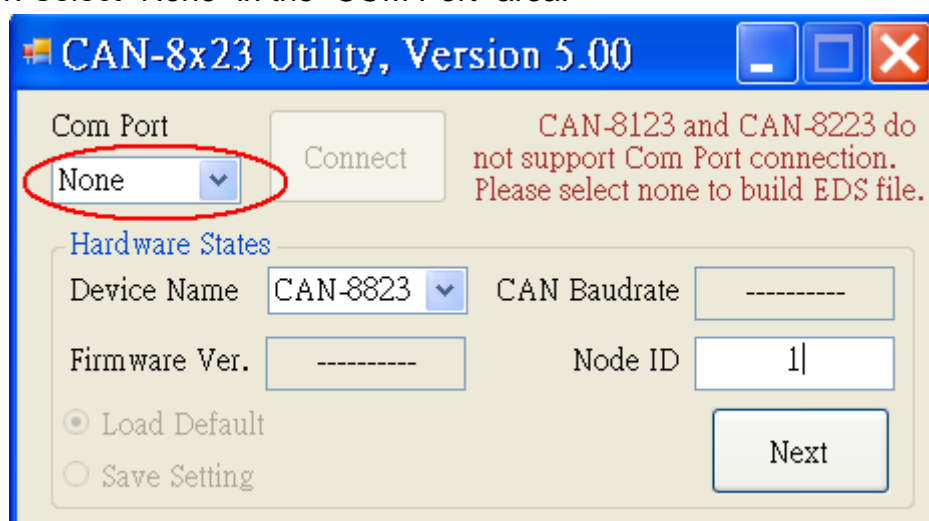 Select "None" in the "COM Port" area.
CAN-8x23 Utility, Version 5.00
Com Port
None
Connect
CAN-8123 and CAN-8223 do
not support Com Port connection.
Please select none to build EDS file.
Hardware States
Device Name CAN-8823 CAN Baudrate ----------
Firmware Ver. ---------- Node ID 1
Load Default
Save Setting
Next